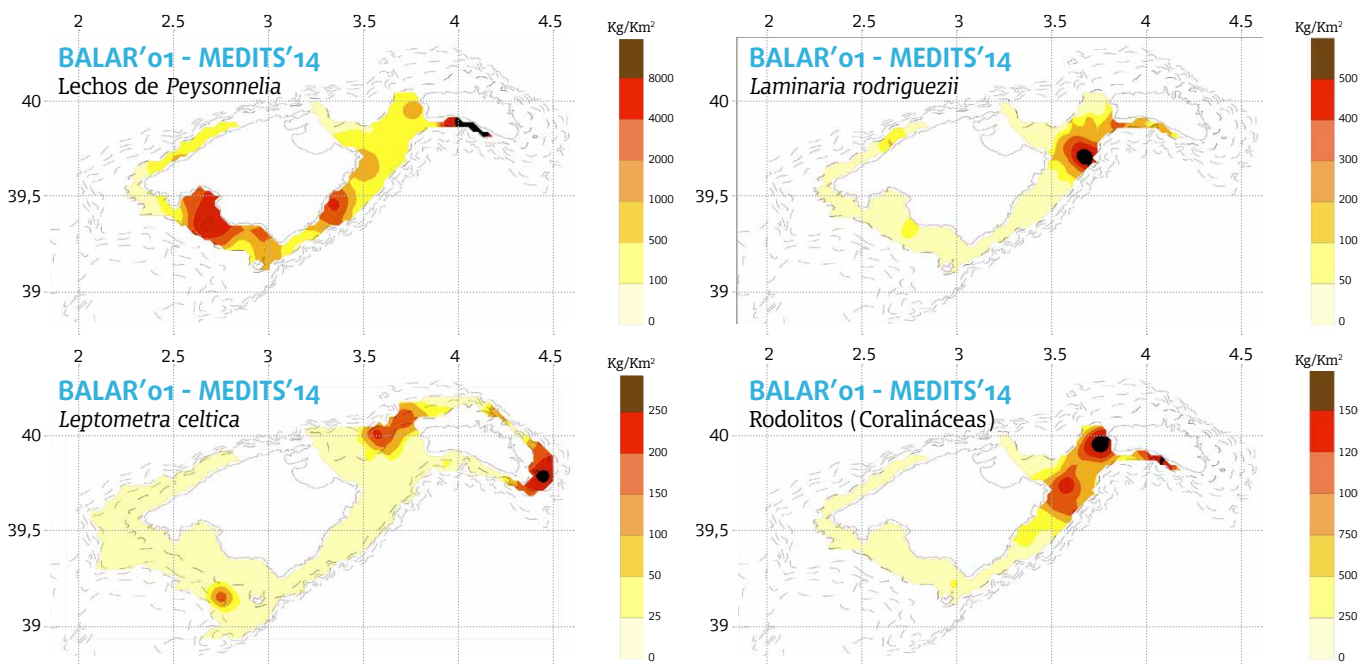 2 2.5 3 3.5 4 4.5
BALAR'01 - MEDITS'14
Lechos de Peysonnelia
40
39,5
39
Kg/Km²
8000
4000
2000
1000
500
100
0
2 2.5 3 3.5 4 4.5
BALAR'01 - MEDITS'14
Laminaria rodriguezii
40
39,5
39
Kg/Km²
500
400
300
200
100
50
0
2 2.5 3 3.5 4 4.5
BALAR'01 - MEDITS'14
Leptometra celtica
40
39,5
39
Kg/Km²
250
200
150
100
50
25
0
2 2.5 3 3.5 4 4.5
BALAR'01 - MEDITS'14
Rodolitos (Coralináceas)
40
39,5
39
Kg/Km²
150
120
100
750
500
250
0